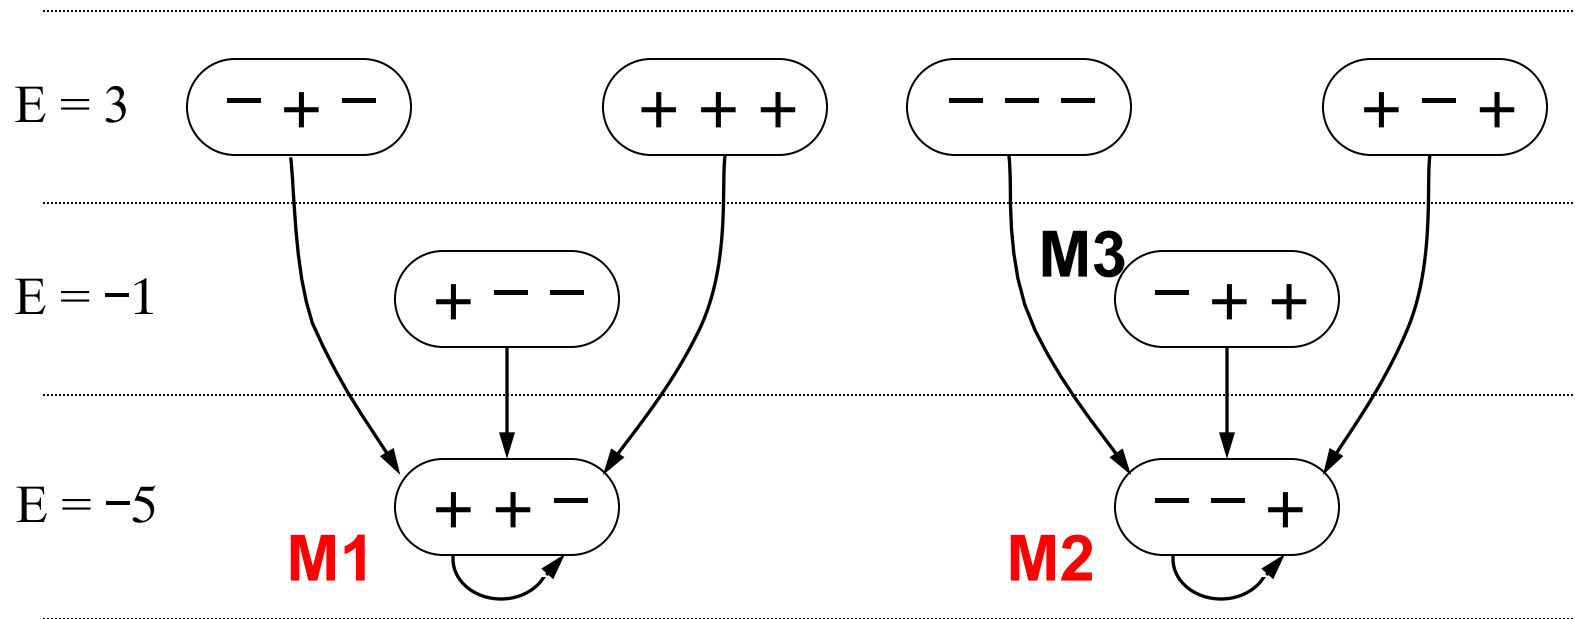 E = 3
− + −
+ + +
− − −
+ − +
M3
E = −1
+ − −
− + +
E = −5
+ + −
− − +
M1
M2